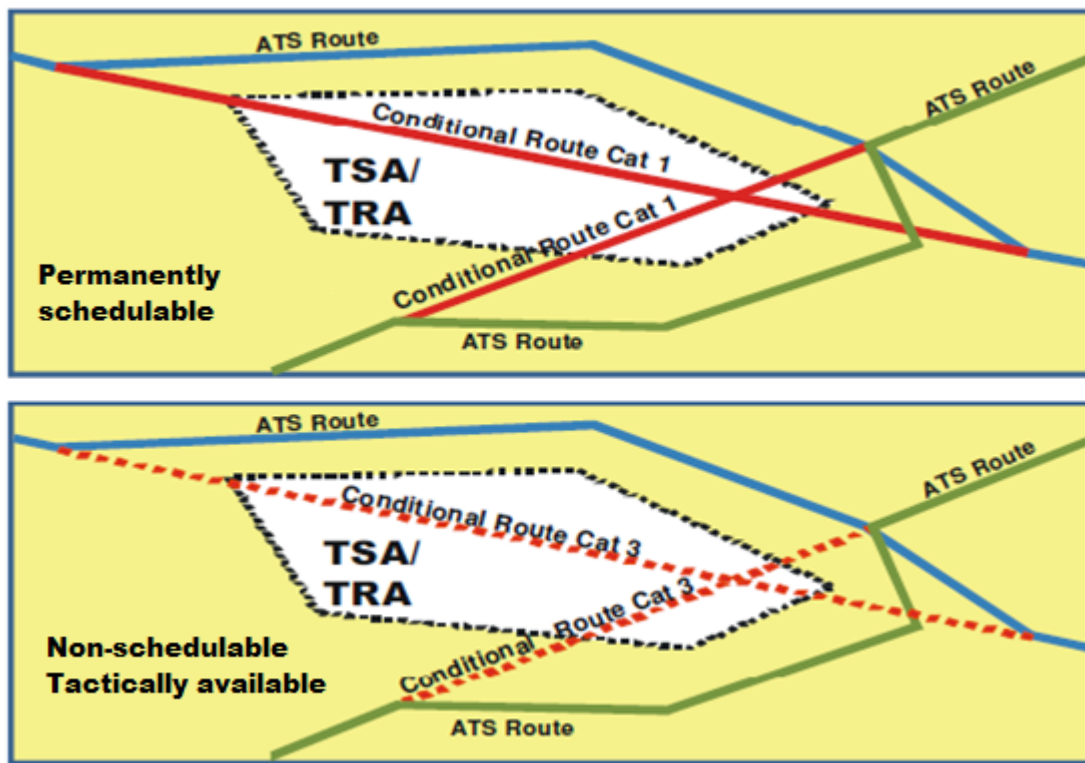 ATS Route
ATS Route
Conditional Route Cat 1
TSA/
TRA
Conditional Route Cat 1
Permanently
schedulable
ATS Route
ATS Route
ATS Route
Conditional Route Cat 3
TSA/
TRA
Conditional Route Cat 3
Non-schedulable
Tactically available
ATS Route